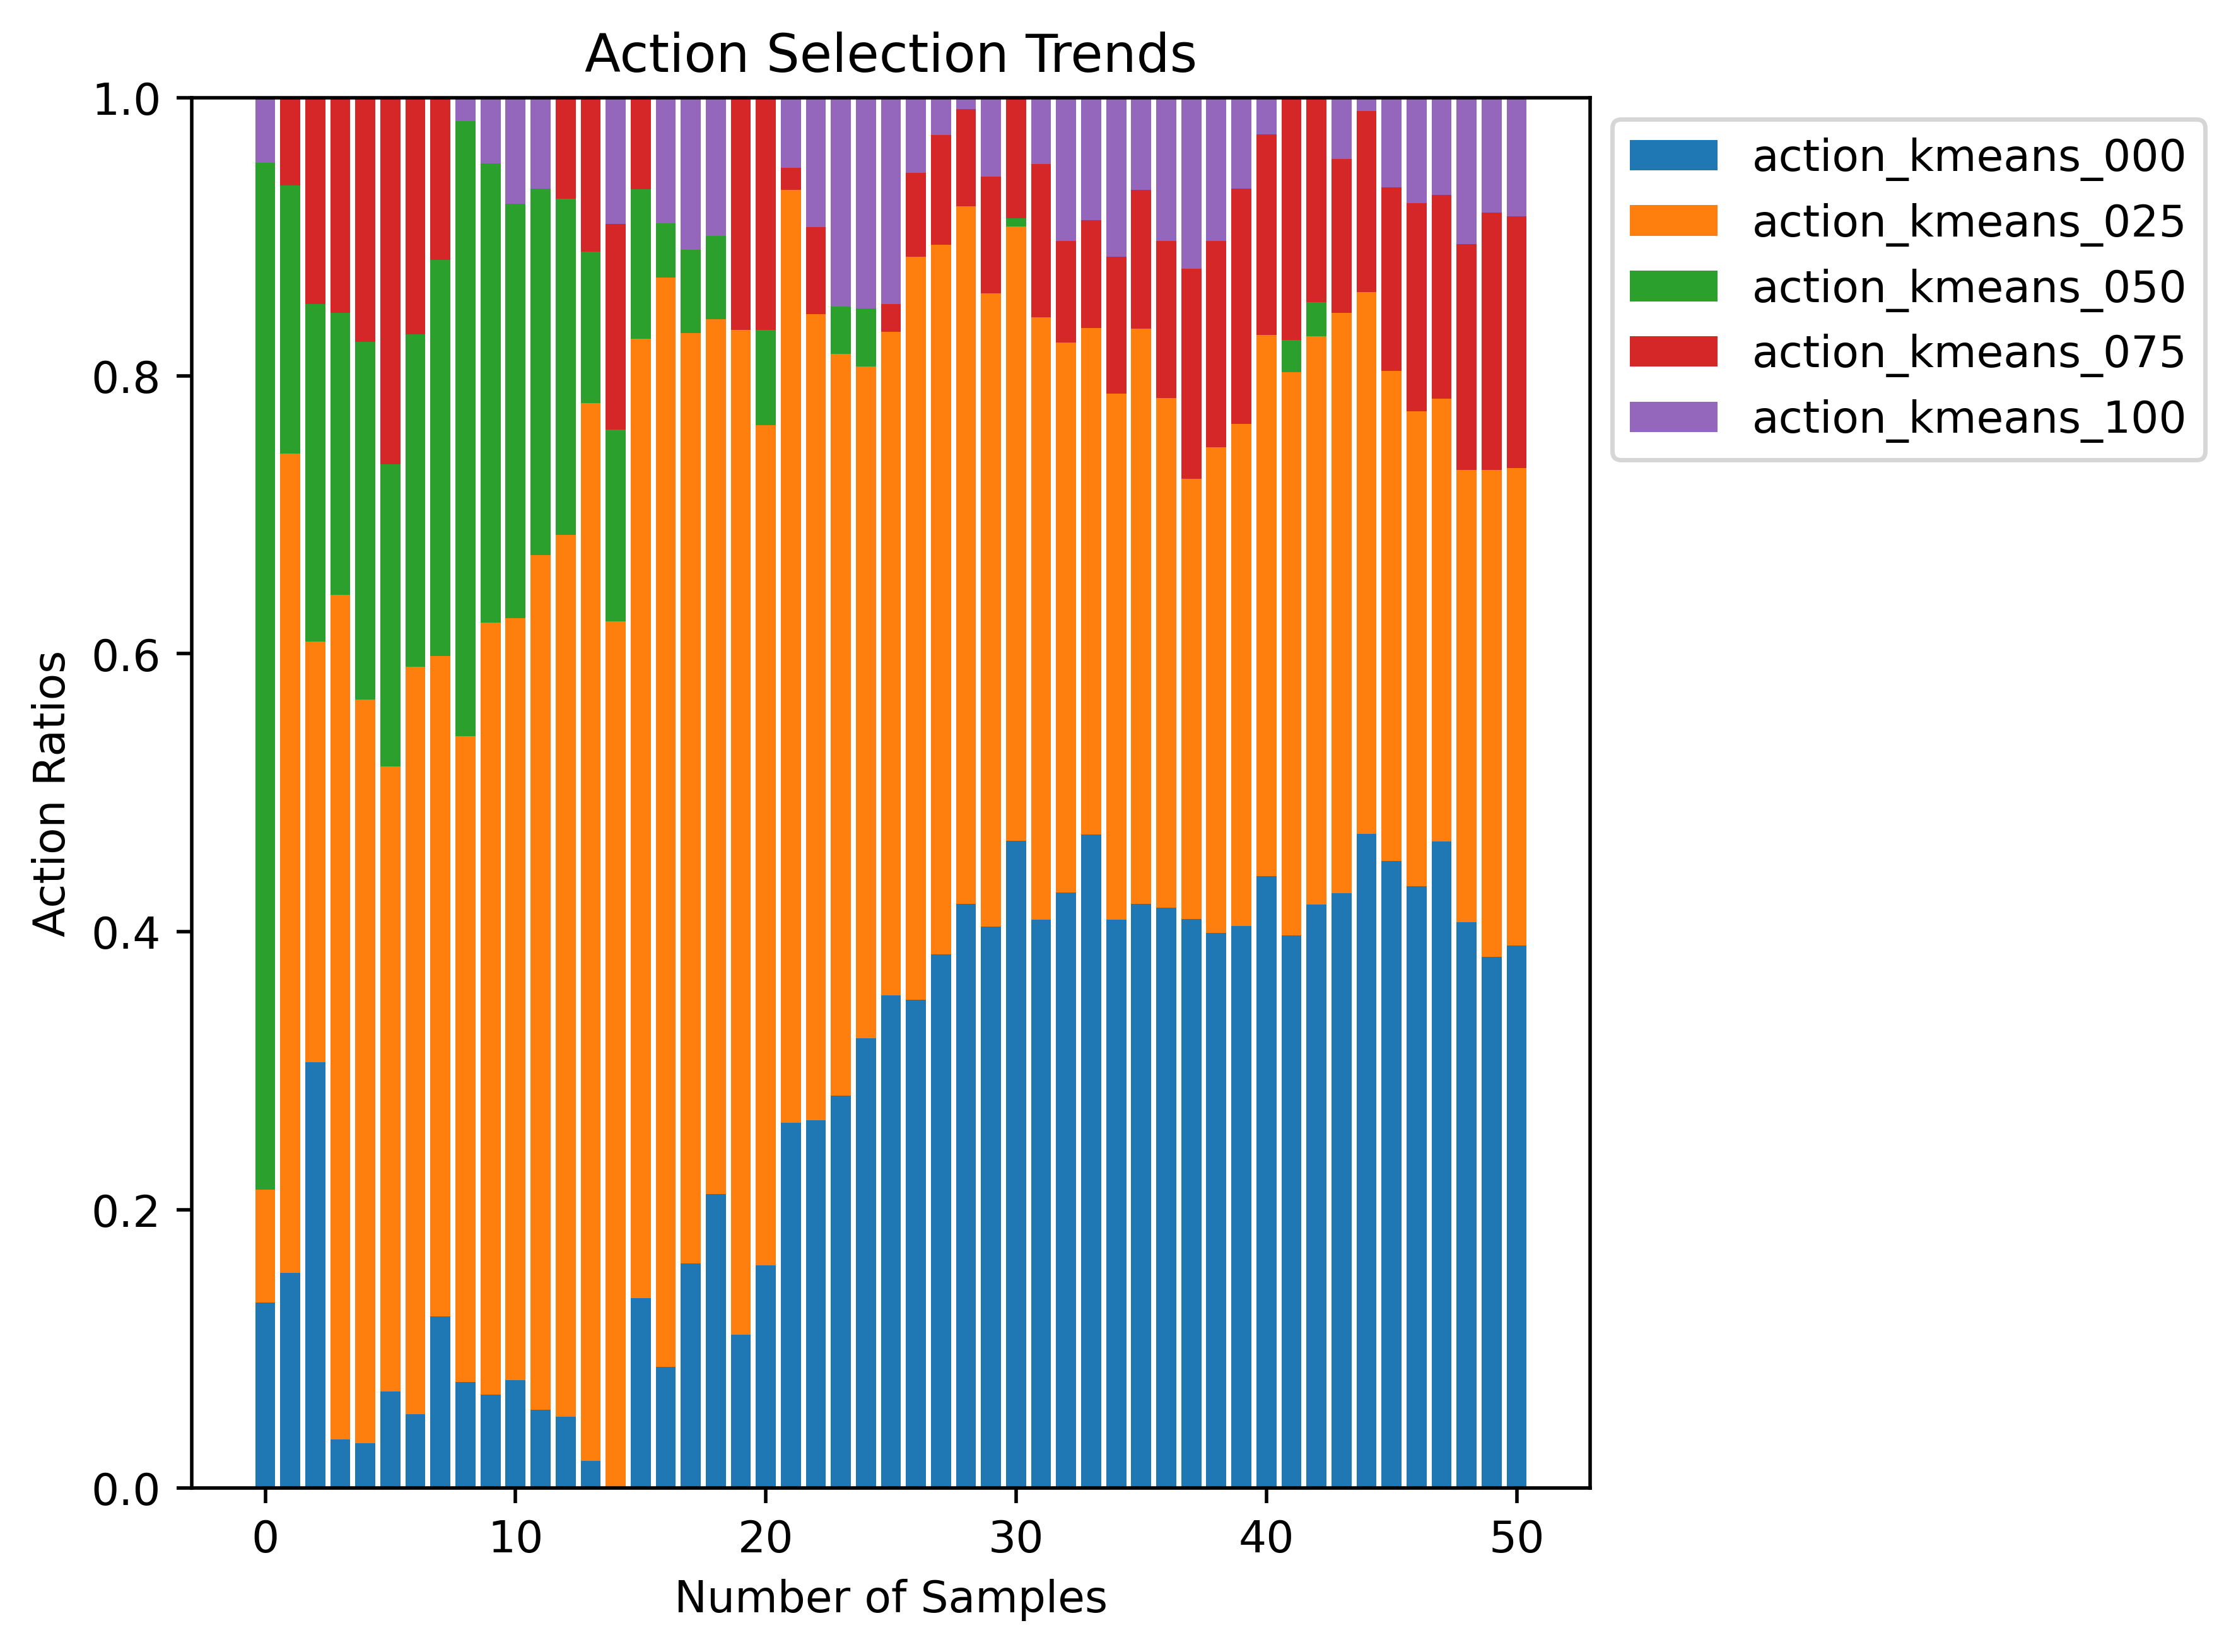 Action Selection Trends
1.0
0.8
0.6
0.4
0.2
0.0
Action Ratios
0 10 20 30 40 50
Number of Samples
action_kmeans_000
action_kmeans_025
action_kmeans_050
action_kmeans_075
action_kmeans_100